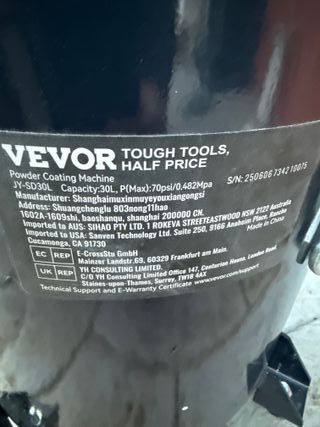 VEVOR TOUGH TOOLS, HALF PRICE
Powder Coating Machine
JY-SD30L Capacity:30L, P(Max):70psi/0.482Mpa S/N: 250606 7342 10075
Manufacturer: Shanghaimuxinmuyeyouxiangongsi
Address: Shuangchenglu 803nong11hao
1602A-1609shi, baoshanqu, shanghai 200000 CN.
Imported to AUS: SIHAO PTY LTD. 1 ROKEVA STREETEASTWOOD NSW 2122 Australia
Imported to USA: Sanven Technology Ltd. Suite 250, 9166 Anaheim Place, Rancho
Cucamonga, CA 91730 Made in China
EC REP E-CrossStu GmbH
Mainzer Landstr.69, 60329 Frankfurt am Main.
UK REP YH CONSULTING LIMITED.
C/O YH Consulting Limited Office 147, Centurion House, London Road,
Staines-upon-Thames, Surrey, TW18 4AX
Technical Support and E-Warranty Certificate www.vevor.com/support